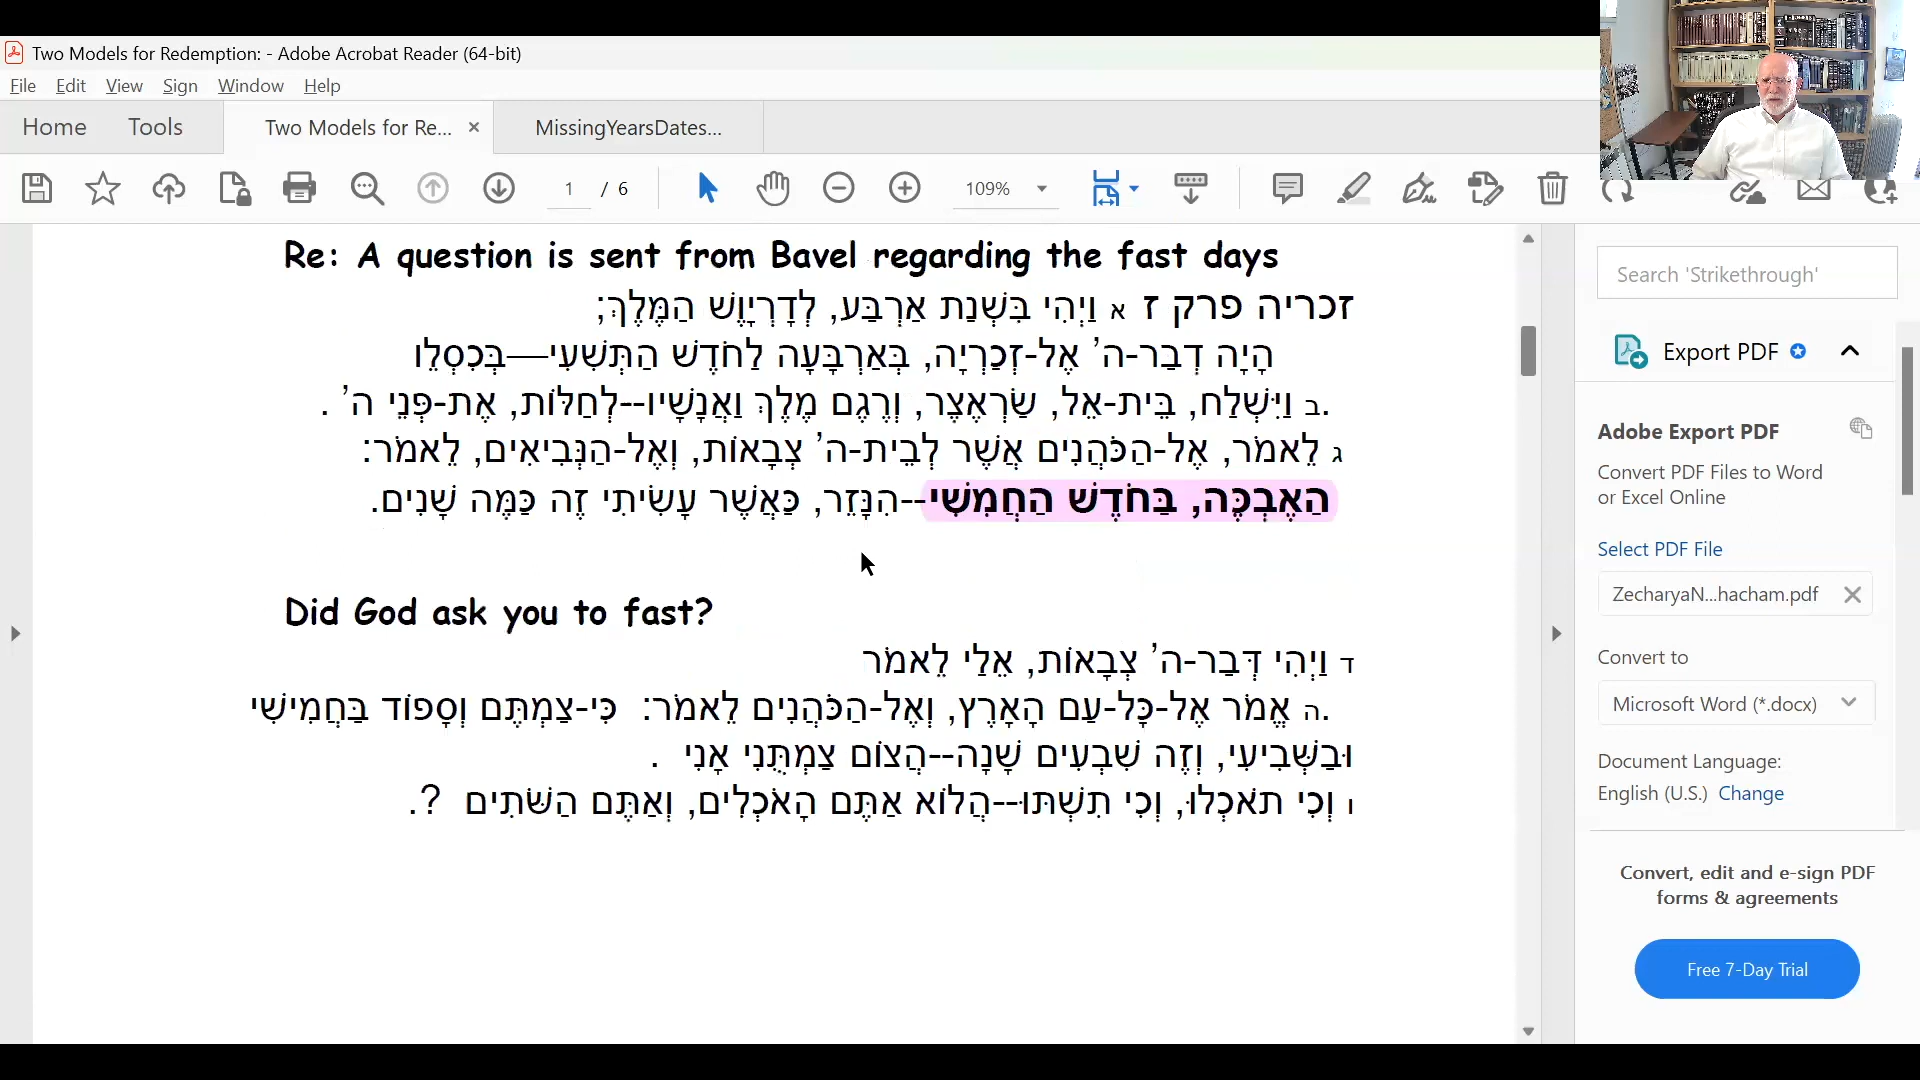 Two Models for Redemption: - Adobe Acrobat Reader (64-bit)
File Edit View Sign Window Help
Home Tools Two Models for Re... × MissingYearsDates...
1 / 6 109%
Re: A question is sent from Bavel regarding the fast days
זכריה פרק ז א וַיְהִי בִּשְׁנַת אַרְבַּע, לְדָרְיָוֶשׁ הַמֶּלֶךְ;
הָיָה דְבַר-ה' אֶל-זְכַרְיָה, בְּאַרְבָּעָה לַחֹדֶשׁ הַתְּשִׁעִי—בְּכִסְלֵו
.ב וַיִּשְׁלַח, בֵּית-אֵל, שַׂרְאֶצֶר, וְרֶגֶם מֶלֶךְ וַאֲנָשָׁיו--לְחַלּוֹת, אֶת-פְּנֵי ה' .
ג לֵאמֹר, אֶל-הַכֹּהֲנִים אֲשֶׁר לְבֵית-ה' צְבָאוֹת, וְאֶל-הַנְּבִיאִים, לֵאמֹר:
הַאֶבְכֶּה, בַּחֹדֶשׁ הַחֲמִשִׁי--הִנָּזֵר, כַּאֲשֶׁר עָשִׂיתִי זֶה כַּמֶּה שָׁנִים.
Did God ask you to fast?
ד וַיְהִי דְּבַר-ה' צְבָאוֹת, אֵלַי לֵאמֹר
.ה אֱמֹר אֶל-כָּל-עַם הָאָרֶץ, וְאֶל-הַכֹּהֲנִים לֵאמֹר: כִּי-צַמְתֶּם וְסָפוֹד בַּחֲמִישִׁי
וּבַשְּׁבִיעִי, וְזֶה שִׁבְעִים שָׁנָה--הֲצוֹם צַמְתֻּנִי אָנִי .
ו וְכִי תֹאכְלוּ, וְכִי תִשְׁתּוּ--הֲלוֹא אַתֶּם הָאֹכְלִים, וְאַתֶּם הַשֹּׁתִים ?.
Search 'Strikethrough'
Export PDF
Adobe Export PDF
Convert PDF Files to Word
or Excel Online
Select PDF File
ZecharyaN...hacham.pdf
Convert to
Microsoft Word (*.docx)
Document Language:
English (U.S.) Change
Convert, edit and e-sign PDF
forms & agreements
Free 7-Day Trial